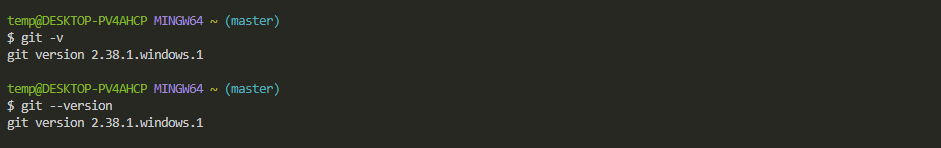 temp@DESKTOP-PV4AHCP MINGW64 ~ (master)
$ git -v
git version 2.38.1.windows.1
temp@DESKTOP-PV4AHCP MINGW64 ~ (master)
$ git --version
git version 2.38.1.windows.1